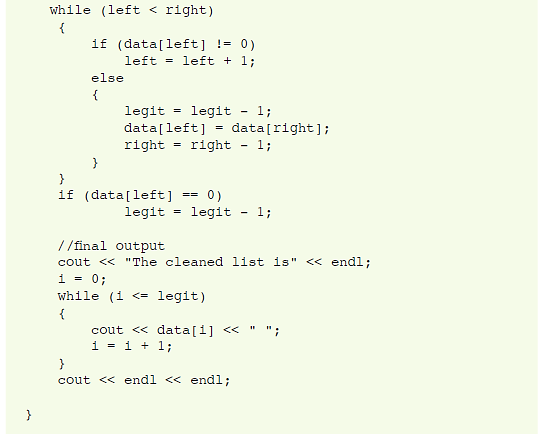 while (left < right)
{
if (data[left] != 0)
left = left + 1;
else
{
legit = legit - 1;
data[left] = data[right];
right = right - 1;
}
}
if (data[left] == 0)
legit = legit - 1;
//final output
cout << "The cleaned list is" << endl;
i = 0;
while (i <= legit)
{
cout << data[i] << " ";
i = i + 1;
}
cout << endl << endl;
}